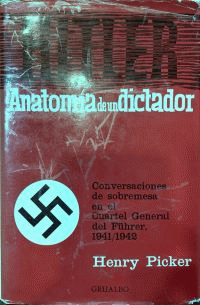 HITLER
Anatomía de un dictador
Conversaciones
de sobremesa
en el
Cuartel General
del Führer,
1941/1942
Henry Picker
GRIJALBO